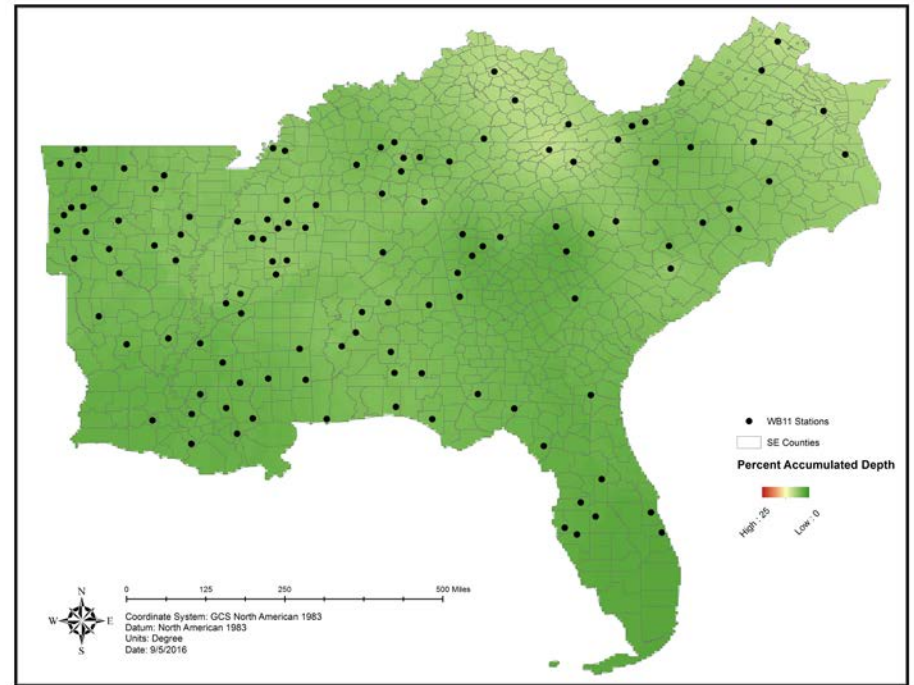 WB11 Stations
SE Counties
Percent Accumulated Depth
High : 25
Low : 0
0 125 250 500 Miles
N
W E
S
Coordinate System: GCS North American 1983
Datum: North American 1983
Units: Degree
Date: 9/5/2016